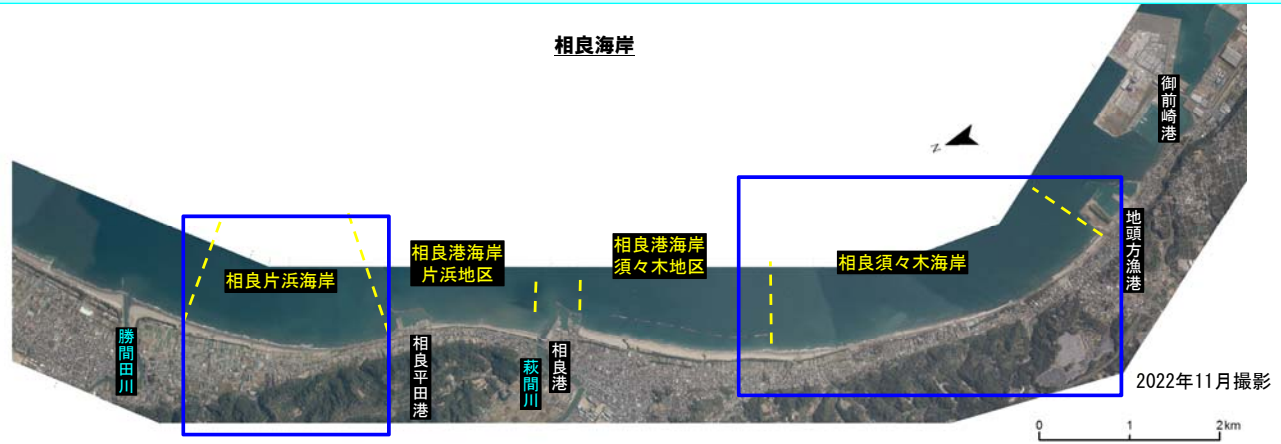 相良海岸
御前崎港
N
地頭方漁港
相良港海岸
須々木地区
相良港海岸
片浜地区
相良須々木海岸
相良片浜海岸
勝間田川
相良平田港
萩間川
相良港
2022年11月撮影
0 1 2km